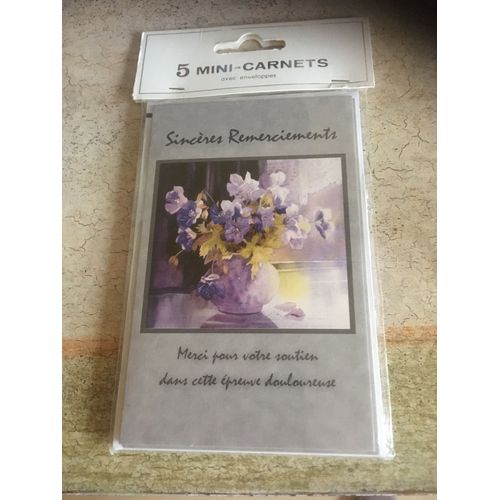 5 MINI-CARNETS
avec enveloppes
Sincères Remerciements
Merci pour votre soutien
dans cette épreuve douloureuse